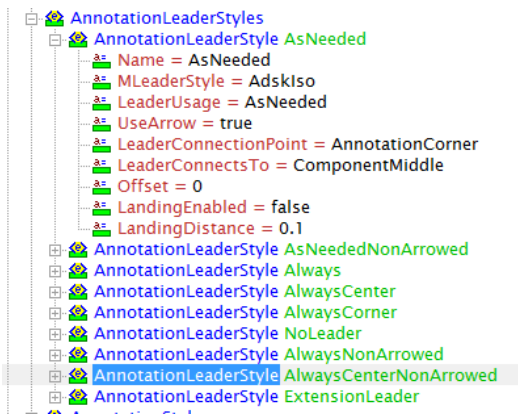 AnnotationLeaderStyles
AnnotationLeaderStyle AsNeeded
Name = AsNeeded
MLeaderStyle = AdskIso
LeaderUsage = AsNeeded
UseArrow = true
LeaderConnectionPoint = AnnotationCorner
LeaderConnectsTo = ComponentMiddle
Offset = 0
LandingEnabled = false
LandingDistance = 0.1
AnnotationLeaderStyle AsNeededNonArrowed
AnnotationLeaderStyle Always
AnnotationLeaderStyle AlwaysCenter
AnnotationLeaderStyle AlwaysCorner
AnnotationLeaderStyle NoLeader
AnnotationLeaderStyle AlwaysNonArrowed
AnnotationLeaderStyle AlwaysCenterNonArrowed
AnnotationLeaderStyle ExtensionLeader